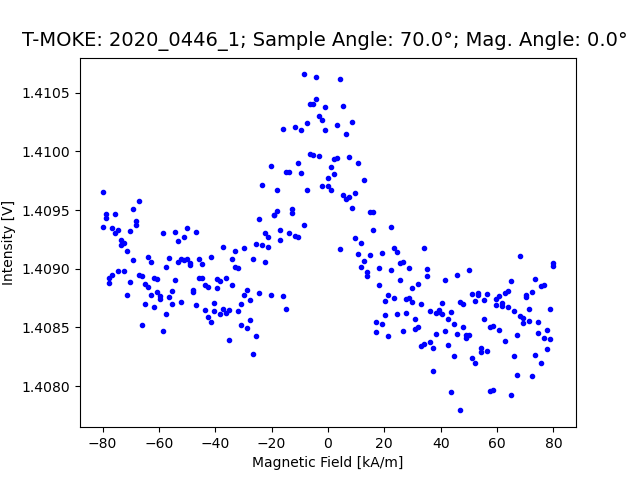 T-MOKE: 2020_0446_1; Sample Angle: 70.0°; Mag. Angle: 0.0°
Intensity [V]
1.4105
1.4100
1.4095
1.4090
1.4085
1.4080
−80 −60 −40 −20 0 20 40 60 80
Magnetic Field [kA/m]